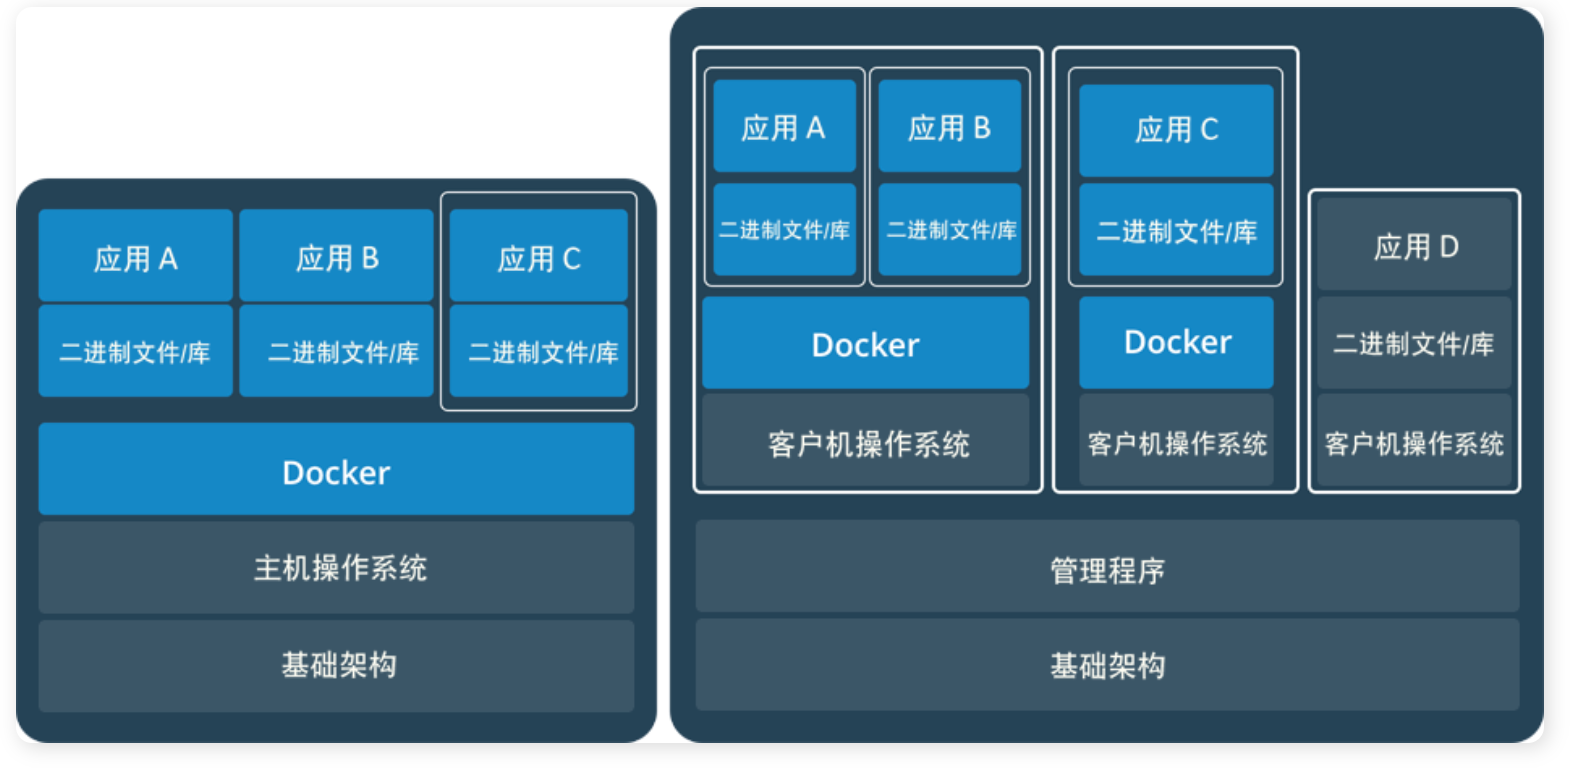 应用 A
应用 B
应用 C
二进制文件/库
二进制文件/库
二进制文件/库
Docker
主机操作系统
基础架构
应用 A
应用 B
二进制文件/库
二进制文件/库
Docker
客户机操作系统
应用 C
二进制文件/库
Docker
客户机操作系统
应用 D
二进制文件/库
客户机操作系统
管理程序
基础架构